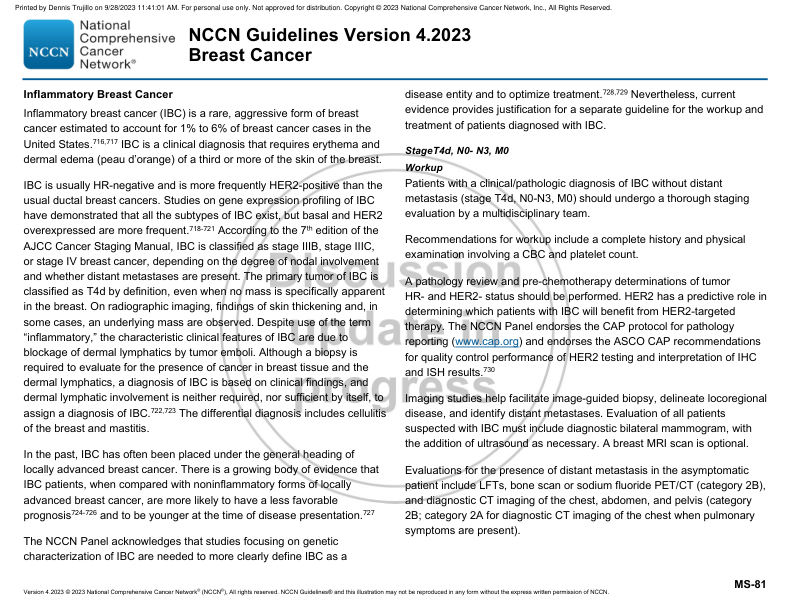 Printed by Dennis Trujillo on 9/28/2023 11:41:01 AM. For personal use only. Not approved for distribution. Copyright © 2023 National Comprehensive Cancer Network, Inc., All Rights Reserved.
NCCN
National
Comprehensive
Cancer
Network®
NCCN Guidelines Version 4.2023
Breast Cancer
Inflammatory Breast Cancer
Inflammatory breast cancer (IBC) is a rare, aggressive form of breast
cancer estimated to account for 1% to 6% of breast cancer cases in the
United States.716,717 IBC is a clinical diagnosis that requires erythema and
dermal edema (peau d’orange) of a third or more of the skin of the breast.
IBC is usually HR-negative and is more frequently HER2-positive than the
usual ductal breast cancers. Studies on gene expression profiling of IBC
have demonstrated that all the subtypes of IBC exist, but basal and HER2
overexpressed are more frequent.718-721 According to the 7th edition of the
AJCC Cancer Staging Manual, IBC is classified as stage IIIB, stage IIIC,
or stage IV breast cancer, depending on the degree of nodal involvement
and whether distant metastases are present. The primary tumor of IBC is
classified as T4d by definition, even when no mass is specifically apparent
in the breast. On radiographic imaging, findings of skin thickening and, in
some cases, an underlying mass are observed. Despite use of the term
“inflammatory,” the characteristic clinical features of IBC are due to
blockage of dermal lymphatics by tumor emboli. Although a biopsy is
required to evaluate for the presence of cancer in breast tissue and the
dermal lymphatics, a diagnosis of IBC is based on clinical findings, and
dermal lymphatic involvement is neither required, nor sufficient by itself, to
assign a diagnosis of IBC.722,723 The differential diagnosis includes cellulitis
of the breast and mastitis.
In the past, IBC has often been placed under the general heading of
locally advanced breast cancer. There is a growing body of evidence that
IBC patients, when compared with noninflammatory forms of locally
advanced breast cancer, are more likely to have a less favorable
prognosis724-726 and to be younger at the time of disease presentation.727
The NCCN Panel acknowledges that studies focusing on genetic
characterization of IBC are needed to more clearly define IBC as a
disease entity and to optimize treatment.728,729 Nevertheless, current
evidence provides justification for a separate guideline for the workup and
treatment of patients diagnosed with IBC.
StageT4d, N0- N3, M0
Workup
Patients with a clinical/pathologic diagnosis of IBC without distant
metastasis (stage T4d, N0-N3, M0) should undergo a thorough staging
evaluation by a multidisciplinary team.
Recommendations for workup include a complete history and physical
examination involving a CBC and platelet count.
A pathology review and pre-chemotherapy determinations of tumor
HR- and HER2- status should be performed. HER2 has a predictive role in
determining which patients with IBC will benefit from HER2-targeted
therapy. The NCCN Panel endorses the CAP protocol for pathology
reporting (www.cap.org) and endorses the ASCO CAP recommendations
for quality control performance of HER2 testing and interpretation of IHC
and ISH results.730
Imaging studies help facilitate image-guided biopsy, delineate locoregional
disease, and identify distant metastases. Evaluation of all patients
suspected with IBC must include diagnostic bilateral mammogram, with
the addition of ultrasound as necessary. A breast MRI scan is optional.
Evaluations for the presence of distant metastasis in the asymptomatic
patient include LFTs, bone scan or sodium fluoride PET/CT (category 2B),
and diagnostic CT imaging of the chest, abdomen, and pelvis (category
2B; category 2A for diagnostic CT imaging of the chest when pulmonary
symptoms are present).
Discussion
update in
progress
MS-81
Version 4.2023 © 2023 National Comprehensive Cancer Network® (NCCN®), All rights reserved. NCCN Guidelines® and this illustration may not be reproduced in any form without the express written permission of NCCN.